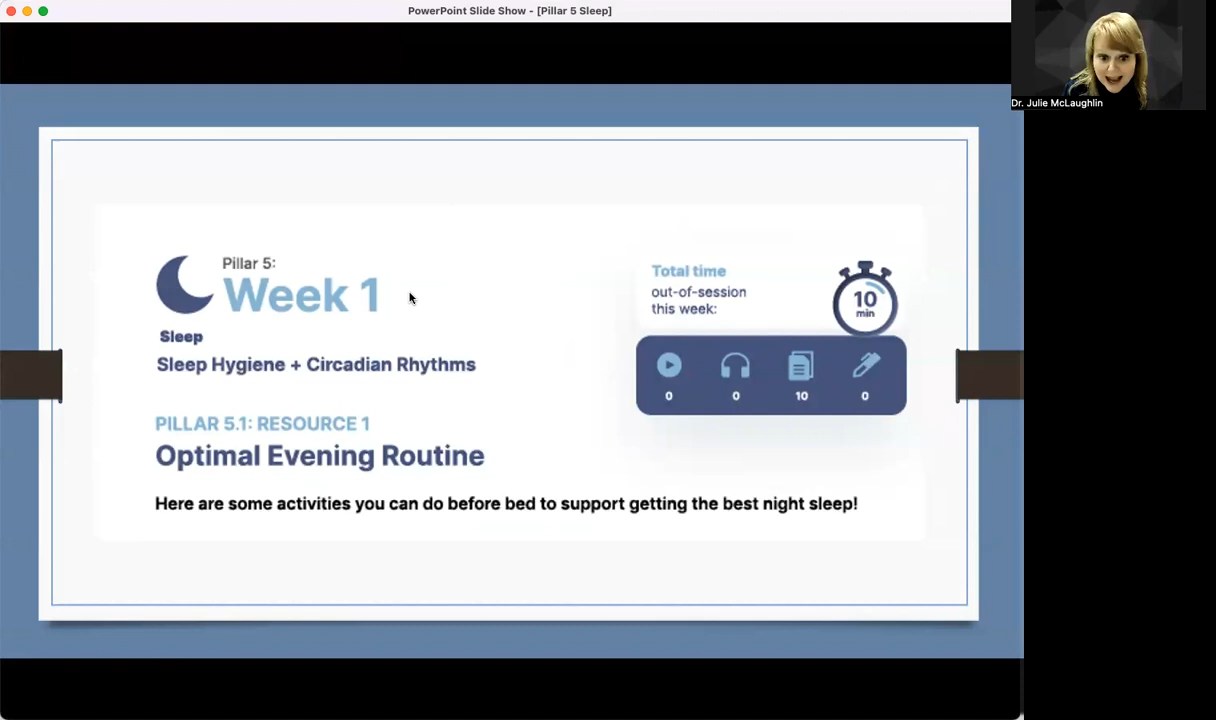 PowerPoint Slide Show - [Pillar 5 Sleep]
Dr. Julie McLaughlin
Pillar 5:
Week 1
Sleep
Sleep Hygiene + Circadian Rhythms
PILLAR 5.1: RESOURCE 1
Optimal Evening Routine
Here are some activities you can do before bed to support getting the best night sleep!
Total time
out-of-session
this week:
10
min
0 0 10 0